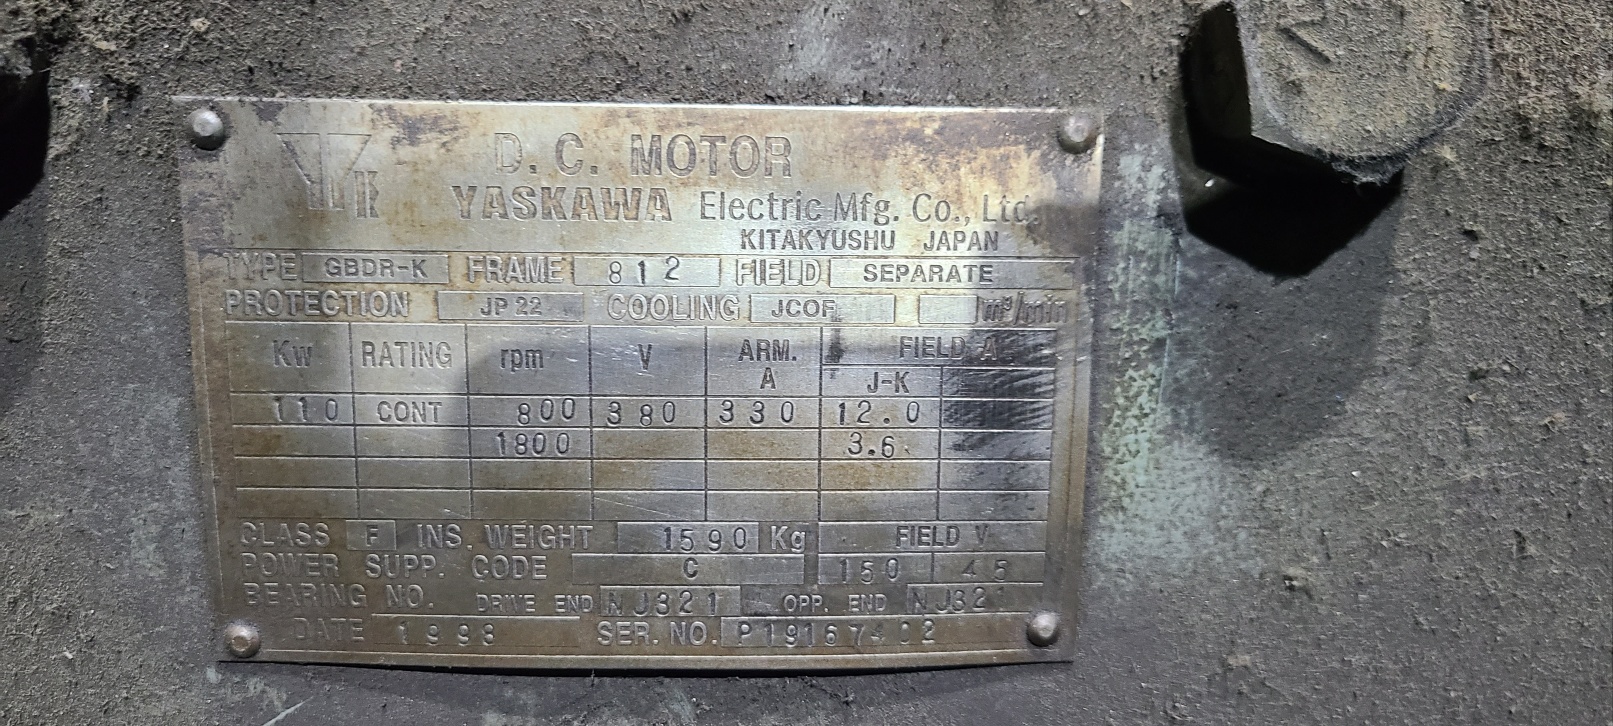 D.C. MOTOR
YASKAWA Electric Mfg. Co., Ltd.
KITAKYUSHU JAPAN
TYPE GBDR-K FRAME 812 FIELD SEPARATE
PROTECTION JP22 COOLING JCOF m³/min
Kw RATING rpm V ARM. A FIELD A
J-K
110 CONT 800 380 330 12.0
1800 3.6
CLASS F INS. WEIGHT 1590 Kg FIELD V
POWER SUPP. CODE C 150 45
BEARING NO. DRIVE END NJ321 OPP. END NJ321
DATE 1998 SER. NO.